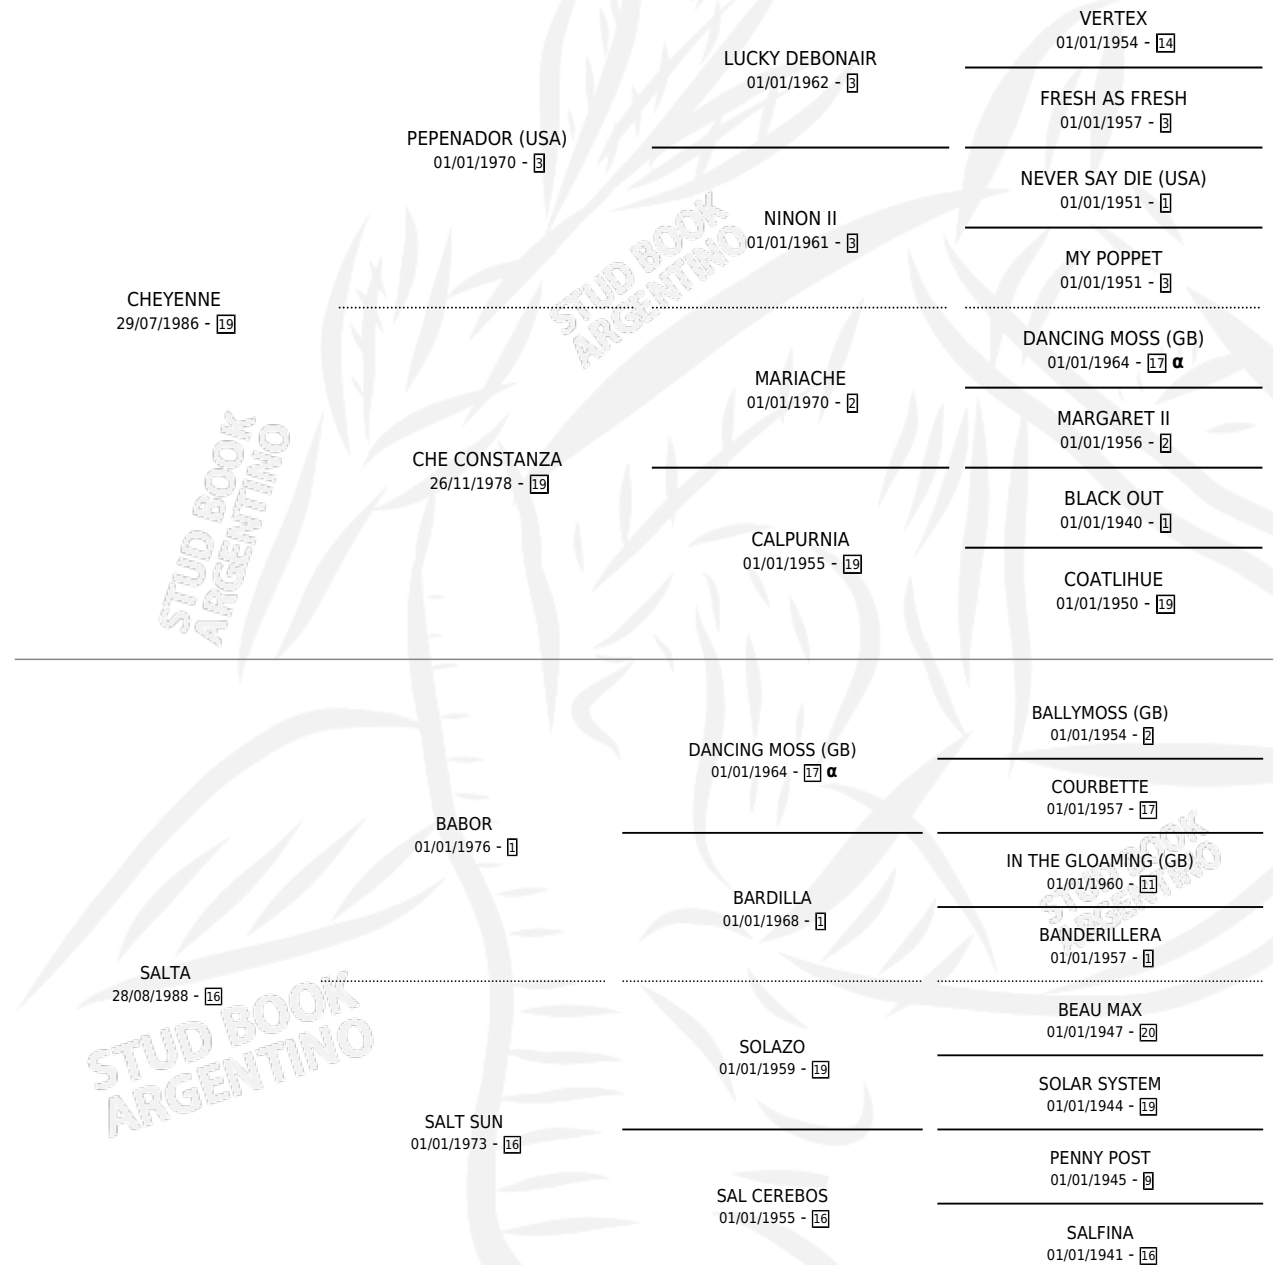 VERTEX
01/01/1954 - 14
LUCKY DEBONAIR
01/01/1962 - 3
FRESH AS FRESH
01/01/1957 - 3
PEPENADOR (USA)
01/01/1970 - 3
NEVER SAY DIE (USA)
01/01/1951 - 1
NINON II
01/01/1961 - 3
MY POPPET
01/01/1951 - 3
CHEYENNE
29/07/1986 - 19
DANCING MOSS (GB)
01/01/1964 - 17 α
MARIACHE
01/01/1970 - 2
MARGARET II
01/01/1956 - 2
CHE CONSTANZA
26/11/1978 - 19
BLACK OUT
01/01/1940 - 1
CALPURNIA
01/01/1955 - 19
COATLIHUE
01/01/1950 - 19
STUD BOOK
ARGENTINO
STUD BOOK
ARGENTINO
BALLYMOSS (GB)
01/01/1954 - 2
DANCING MOSS (GB)
01/01/1964 - 17 α
COURBETTE
01/01/1957 - 17
BABOR
01/01/1976 - 1
IN THE GLOAMING (GB)
01/01/1960 - 11
BARDILLA
01/01/1968 - 1
BANDERILLERA
01/01/1957 - 1
SALTA
28/08/1988 - 16
BEAU MAX
01/01/1947 - 20
SOLAZO
01/01/1959 - 19
SOLAR SYSTEM
01/01/1944 - 19
SALT SUN
01/01/1973 - 16
PENNY POST
01/01/1945 - 9
SAL CEREBOS
01/01/1955 - 16
SALFINA
01/01/1941 - 16
STUD BOOK
ARGENTINO
STUD BOOK
ARGENTINO